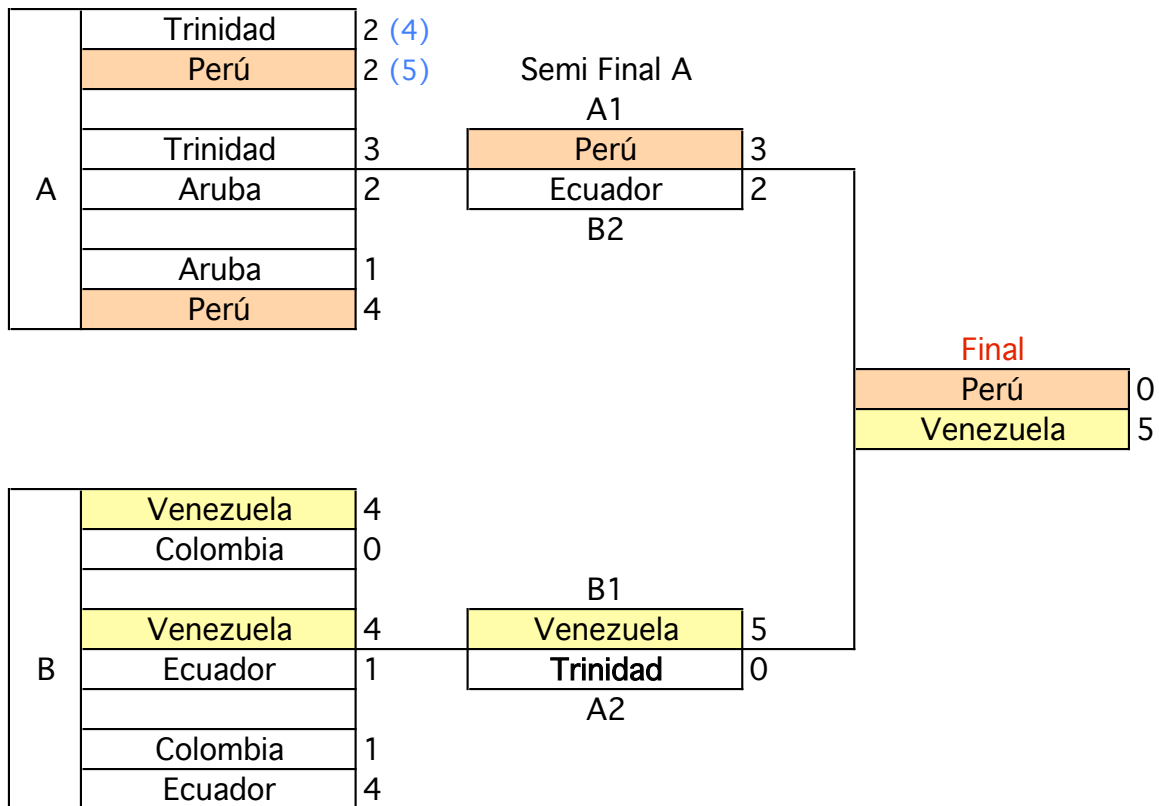 Trinidad 2 (4)
Perú 2 (5)
Semi Final A
A1
Trinidad 3
Perú 3
A
Aruba 2
Ecuador 2
B2
Aruba 1
Perú 4
Final
Perú 0
Venezuela 5
Venezuela 4
Colombia 0
B1
Venezuela 4
Venezuela 5
B
Ecuador 1
Trinidad 0
A2
Colombia 1
Ecuador 4